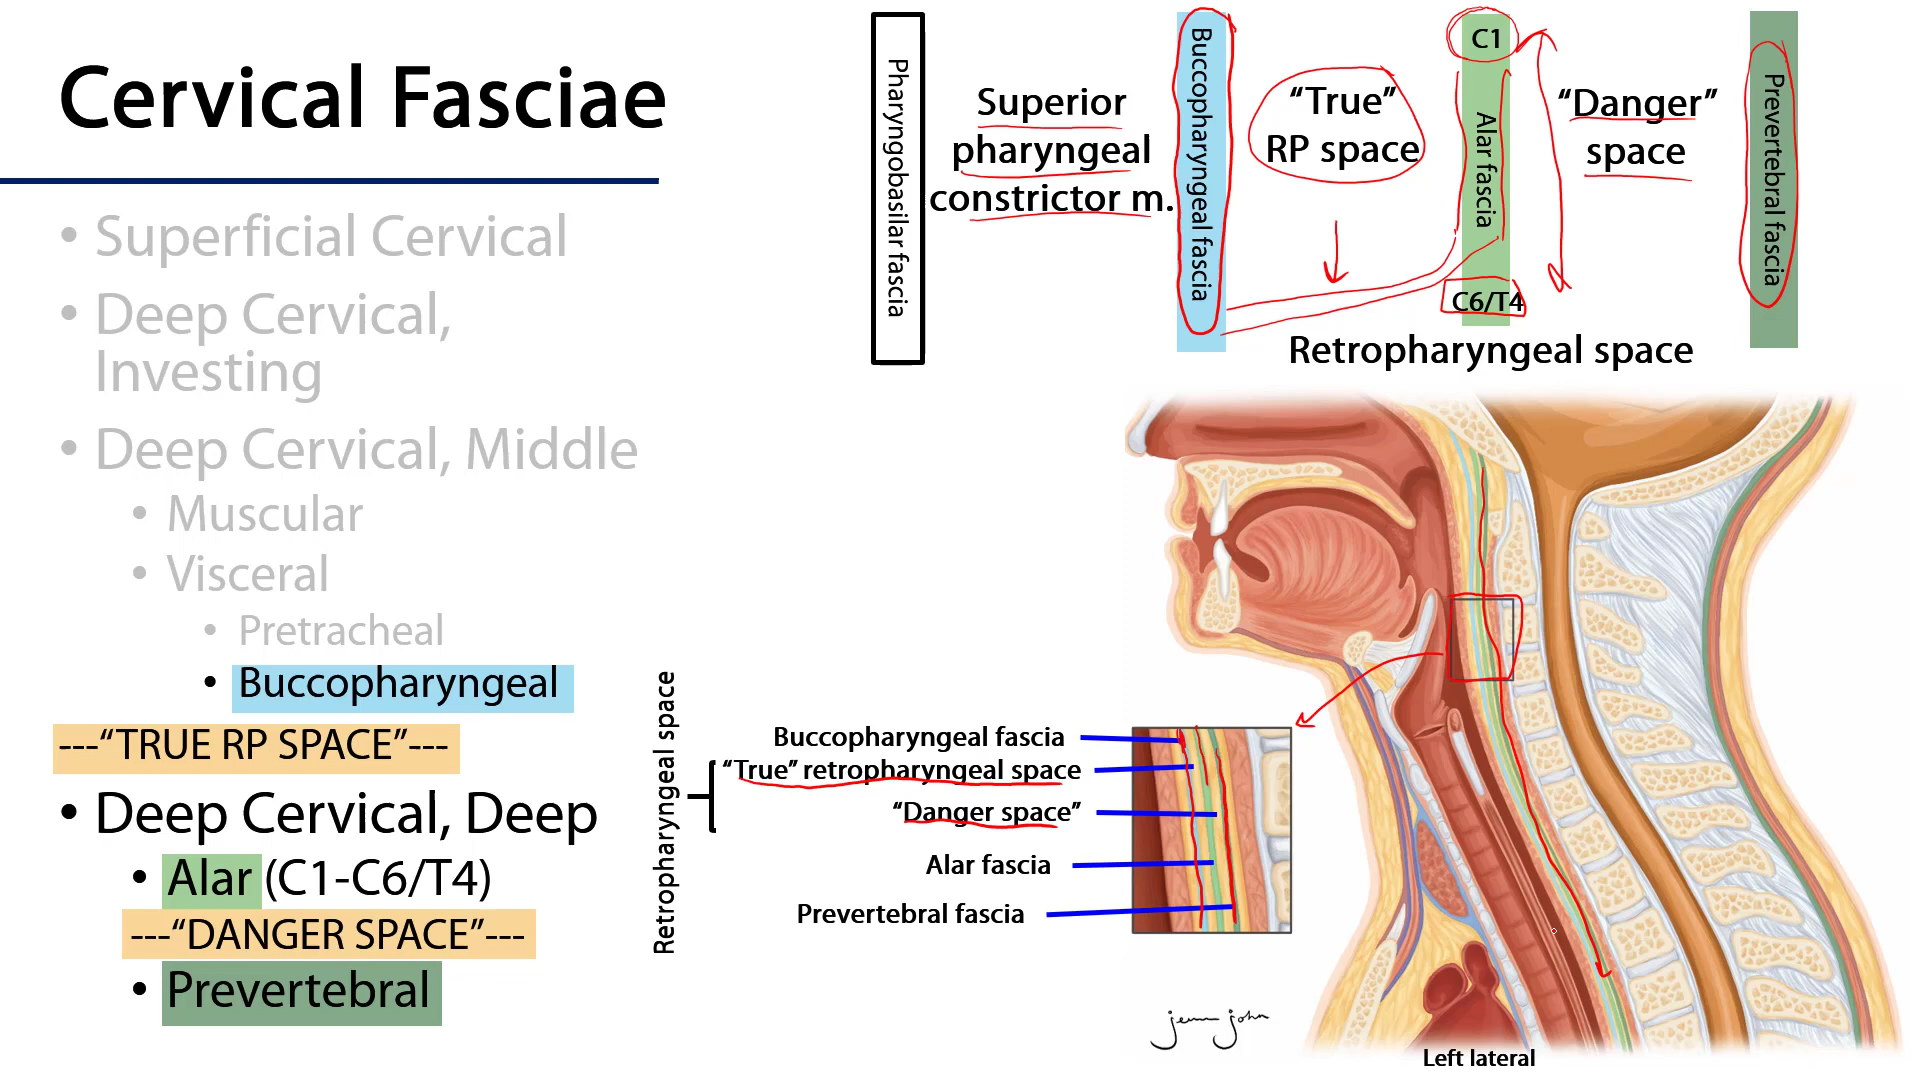 Cervical Fasciae
• Superficial Cervical
• Deep Cervical,
Investing
• Deep Cervical, Middle
• Muscular
• Visceral
• Pretracheal
• Buccopharyngeal
---“TRUE RP SPACE”---
• Deep Cervical, Deep
• Alar (C1-C6/T4)
---“DANGER SPACE”---
• Prevertebral
Pharyngobasilar fascia
Superior
pharyngeal
constrictor m.
Buccopharyngeal fascia
“True”
RP space
C1
Alar fascia
C6/T4
“Danger”
space
Prevertebral fascia
Retropharyngeal space
Retropharyngeal space
Buccopharyngeal fascia
“True” retropharyngeal space
“Danger space”
Alar fascia
Prevertebral fascia
jenn john
Left lateral